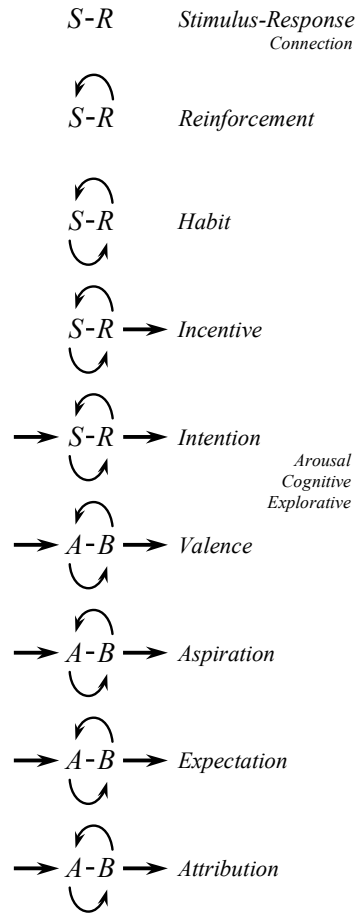 S-R Stimulus-Response
Connection
S-R Reinforcement
S-R Habit
S-R Incentive
S-R Intention
Arousal
Cognitive
Explorative
A-B Valence
A-B Aspiration
A-B Expectation
A-B Attribution